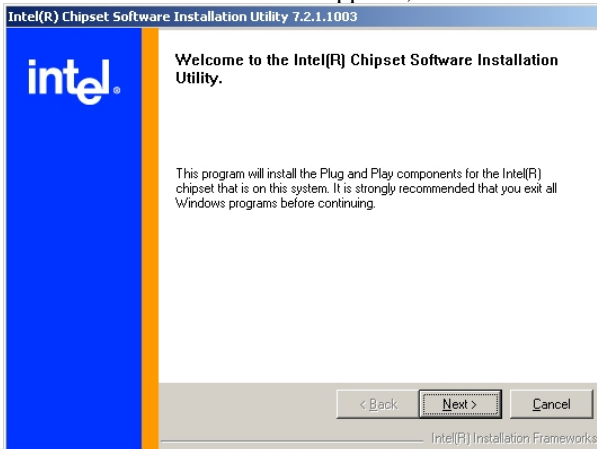 Intel(R) Chipset Software Installation Utility 7.2.1.1003
intel®
Welcome to the Intel(R) Chipset Software Installation
Utility.
This program will install the Plug and Play components for the Intel(R)
chipset that is on this system. It is strongly recommended that you exit all
Windows programs before continuing.
< Back
Next >
Cancel
Intel(R) Installation Frameworks